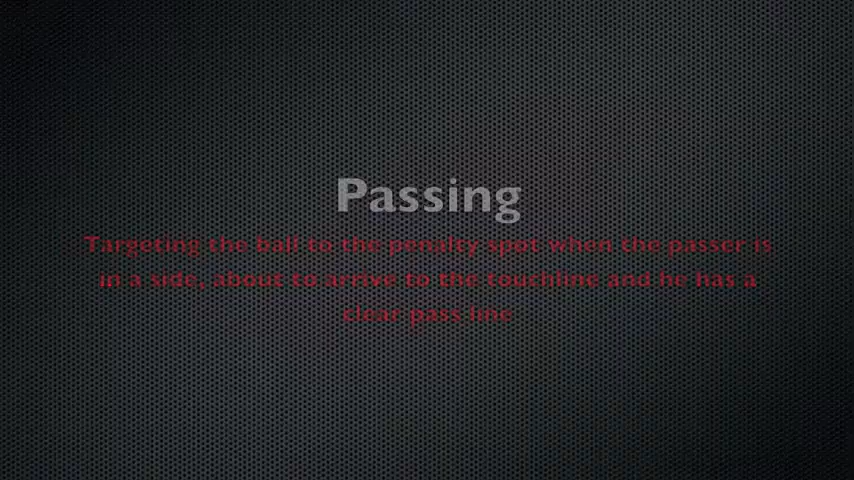 Passing
Targeting the ball to the penalty spot when the passer is
in a side, about to arrive to the touchline and he has a
clear pass line